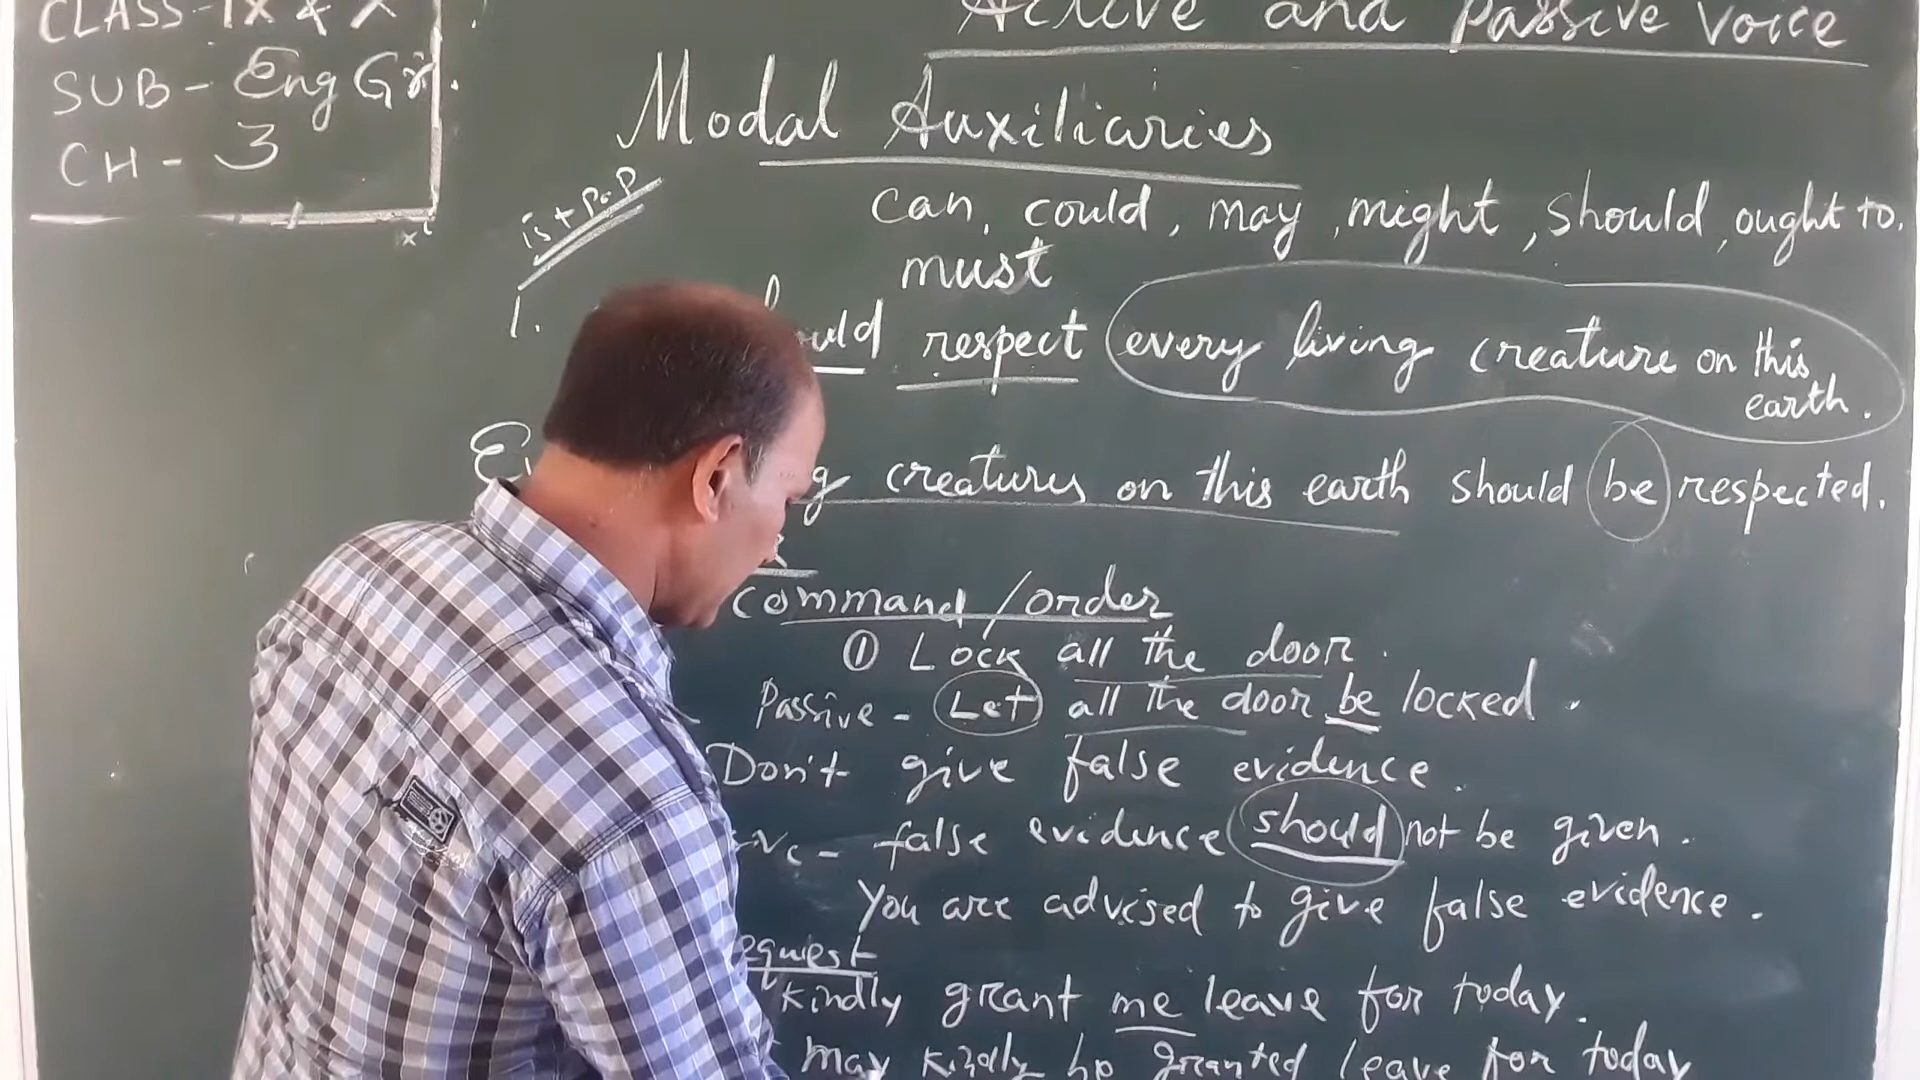 CLASS-IX & X
SUB- Eng Gr.
CH- 3
Active and Passive Voice
Modal Auxiliaries
is + P.P
can, could, may, might, should, ought to.
must
1. respect every living creature on this
earth.
creatures on this earth should be respected.
command/order
① Lock all the door.
Passive - Let all the door be locked.
Don't give false evidence.
false evidence should not be given.
You are advised to give false evidence.
kindly grant me leave for today.
may kindly be granted leave for today